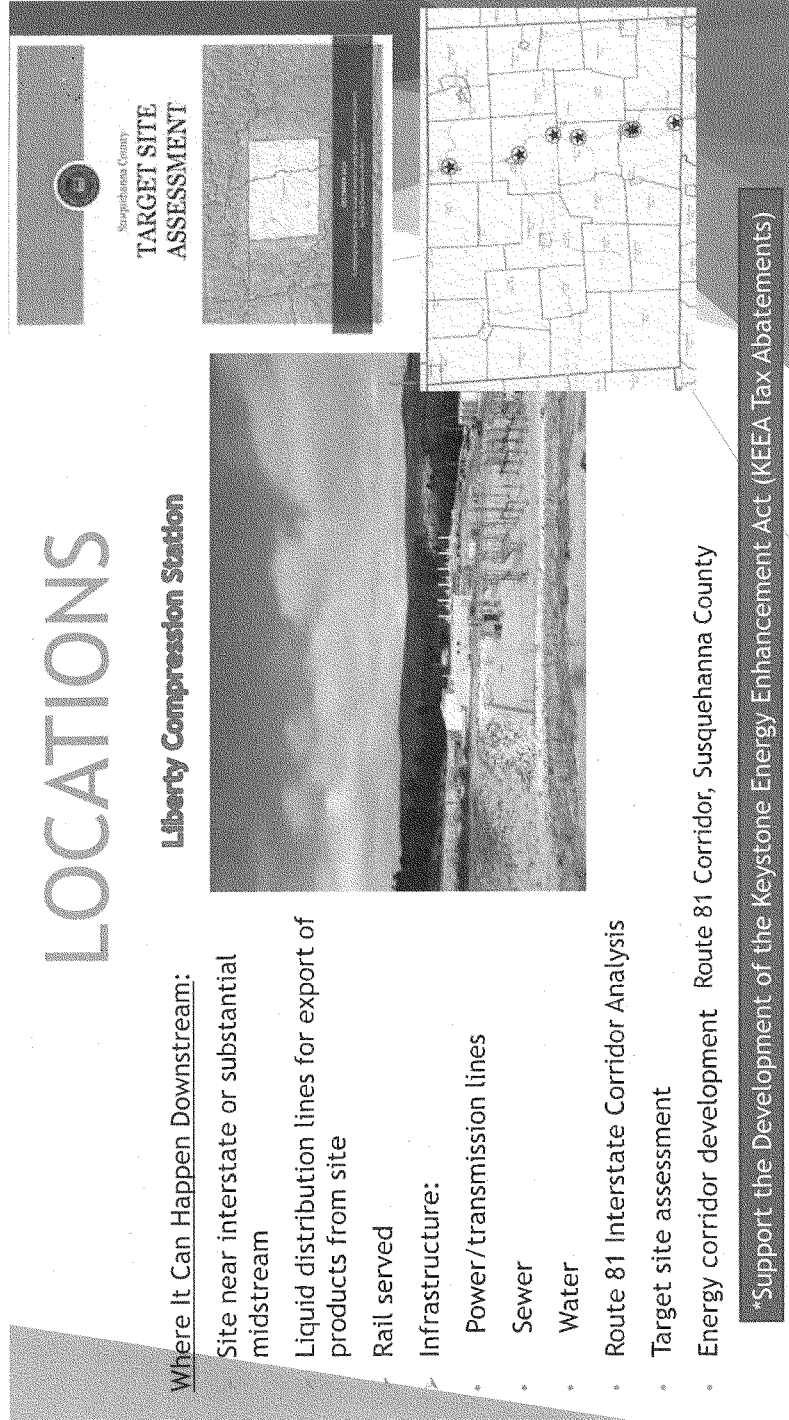 LOCATIONS
Where It Can Happen Downstream:
Site near interstate or substantial
midstream
Liquid distribution lines for export of
products from site
Rail served
Infrastructure:
Power/transmission lines
Sewer
Water
Route 81 Interstate Corridor Analysis
Target site assessment
Energy corridor development Route 81 Corridor, Susquehanna County
Liberty Compression Station
Susquehanna County
TARGET SITE
ASSESSMENT
*Support the Development of the Keystone Energy Enhancement Act (KEEA Tax Abatements)